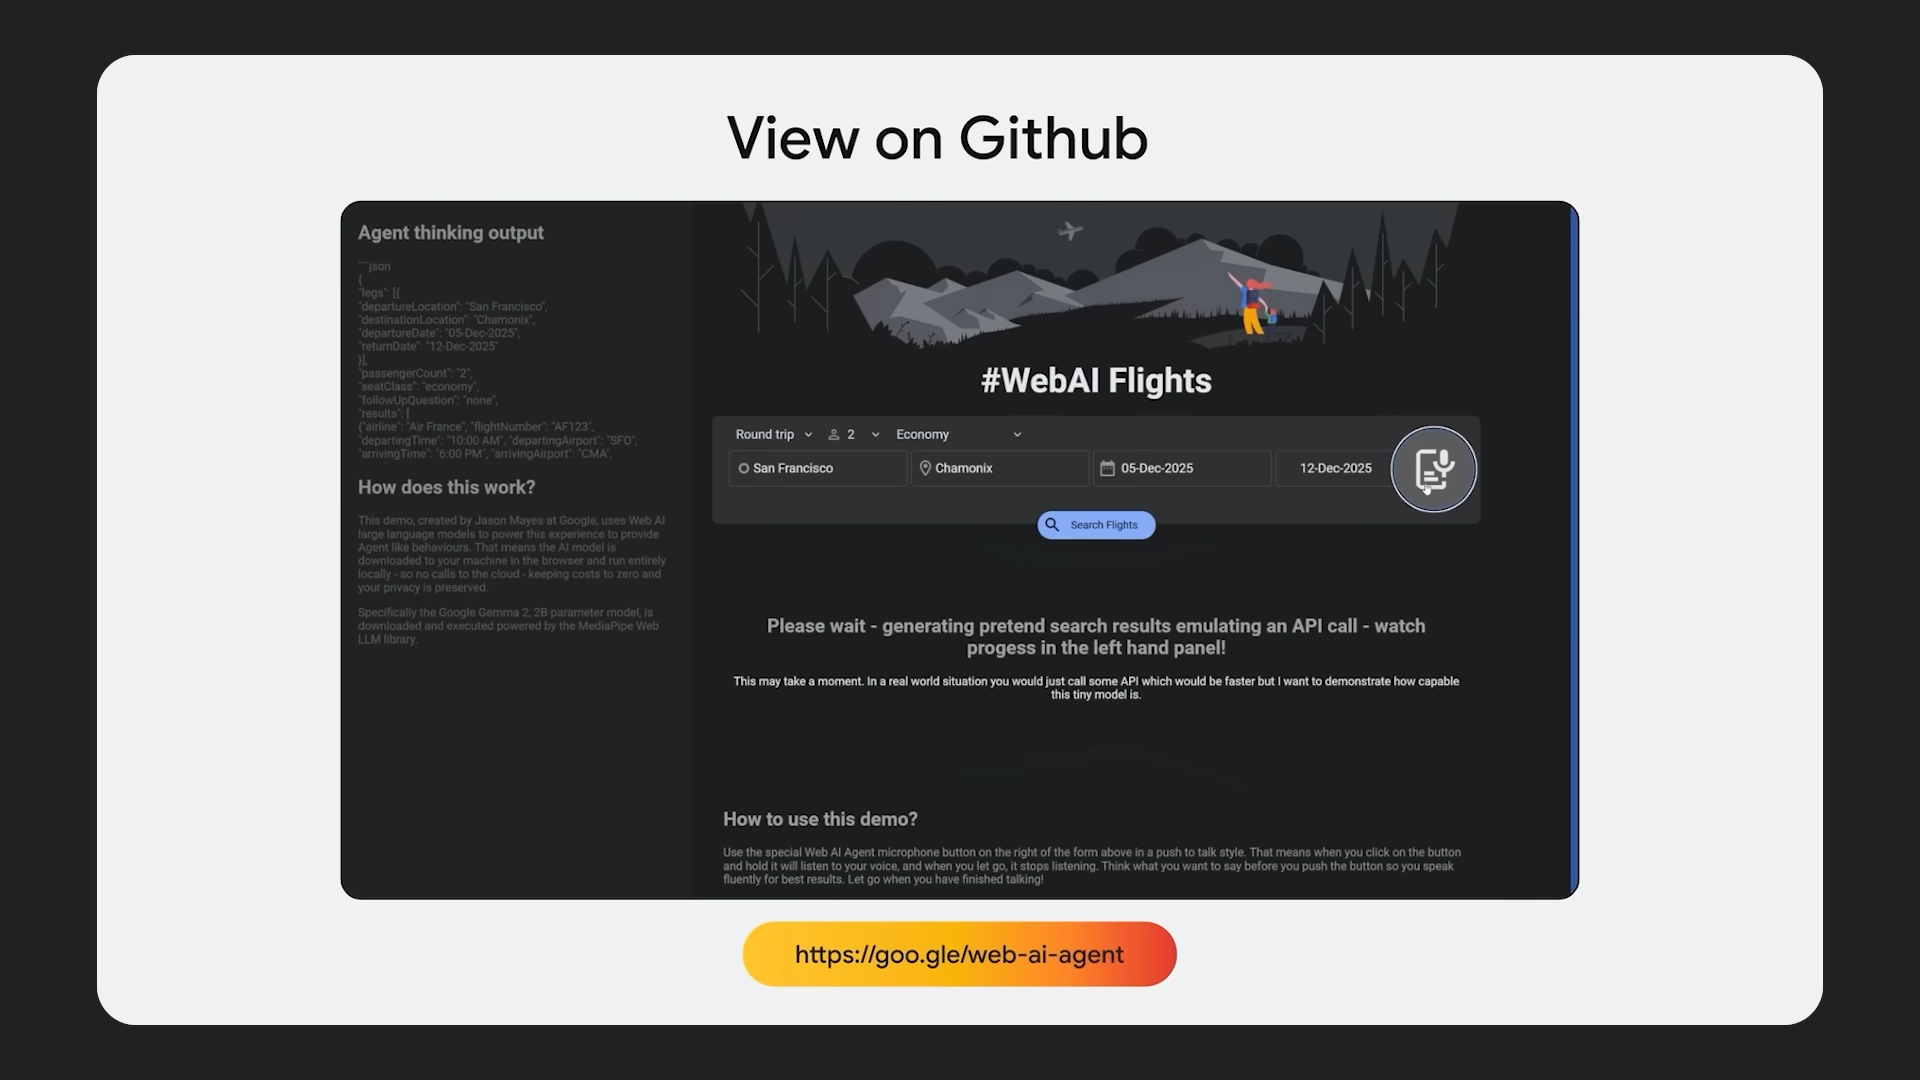 View on Github
Agent thinking output
```json
{
"legs": [{
"departureLocation": "San Francisco",
"destinationLocation": "Chamonix",
"departureDate": "05-Dec-2025",
"returnDate": "12-Dec-2025"
}],
"passengerCount": "2",
"seatClass": "economy",
"followUpQuestion": "none",
"results": [
{"airline": "Air France", "flightNumber": "AF123",
"departingTime": "10:00 AM", "departingAirport": "SFO",
"arrivingTime": "6:00 PM", "arrivingAirport": "CMA",
How does this work?
This demo, created by Jason Mayes at Google, uses Web AI
large language models to power this experience to provide
Agent like behaviours. That means the AI model is
downloaded to your machine in the browser and run entirely
locally - so no calls to the cloud - keeping costs to zero and
your privacy is preserved.
Specifically the Google Gemma 2, 2B parameter model, is
downloaded and executed powered by the MediaPipe Web
LLM library.
#WebAI Flights
Round trip 2 Economy
San Francisco Chamonix 05-Dec-2025 12-Dec-2025
Search Flights
Please wait - generating pretend search results emulating an API call - watch
progess in the left hand panel!
This may take a moment. In a real world situation you would just call some API which would be faster but I want to demonstrate how capable
this tiny model is.
How to use this demo?
Use the special Web AI Agent microphone button on the right of the form above in a push to talk style. That means when you click on the button
and hold it will listen to your voice, and when you let go, it stops listening. Think what you want to say before you push the button so you speak
fluently for best results. Let go when you have finished talking!
https://goo.gle/web-ai-agent